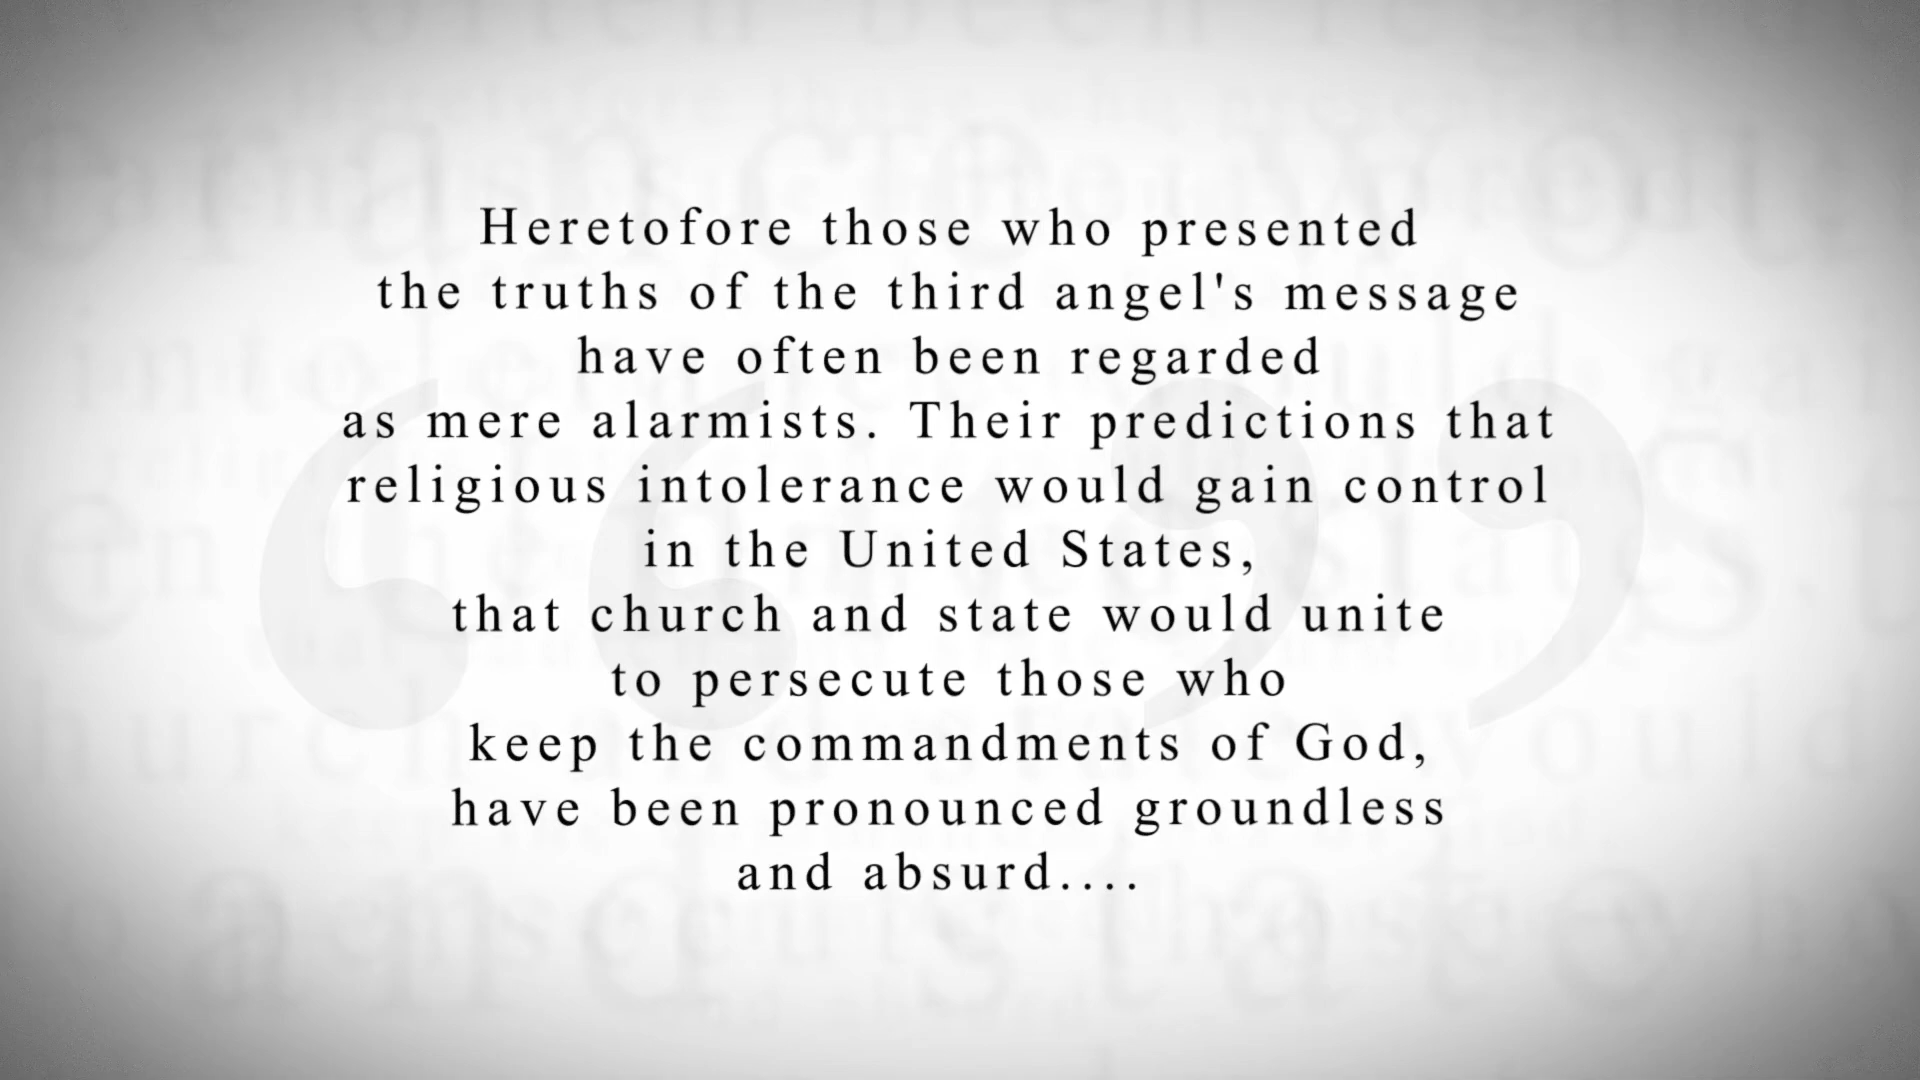 Heretofore those who presented
the truths of the third angel's message
have often been regarded
as mere alarmists. Their predictions that
religious intolerance would gain control
in the United States,
that church and state would unite
to persecute those who
keep the commandments of God,
have been pronounced groundless
and absurd....